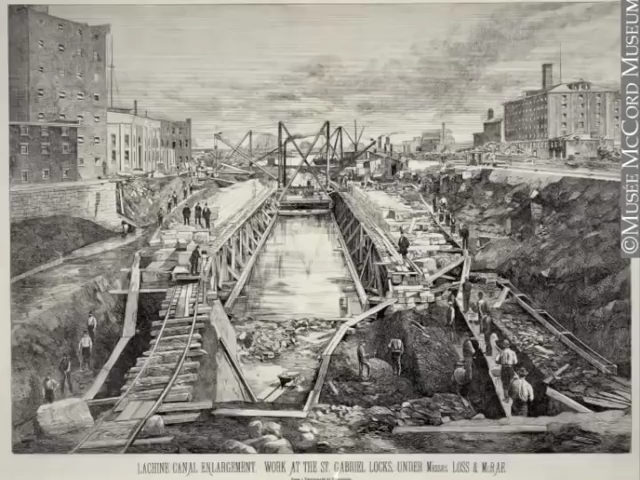 ©Musée McCord Museum
LACHINE CANAL ENLARGEMENT. WORK AT THE ST. GABRIEL LOCKS, UNDER MESSRS. LOSS & McRAE.